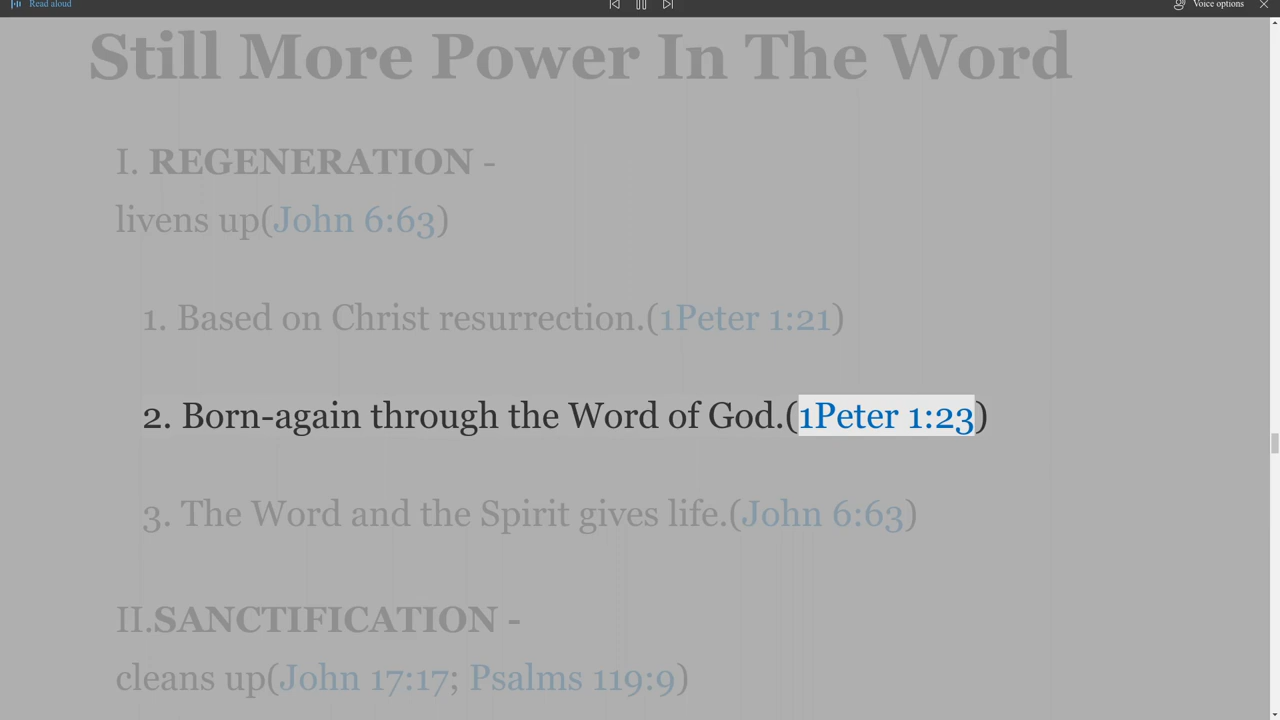 Read aloud
Voice options
Still More Power In The Word
I. REGENERATION -
livens up(John 6:63)
1. Based on Christ resurrection.(1Peter 1:21)
2. Born-again through the Word of God.(1Peter 1:23)
3. The Word and the Spirit gives life.(John 6:63)
II.SANCTIFICATION -
cleans up(John 17:17; Psalms 119:9)